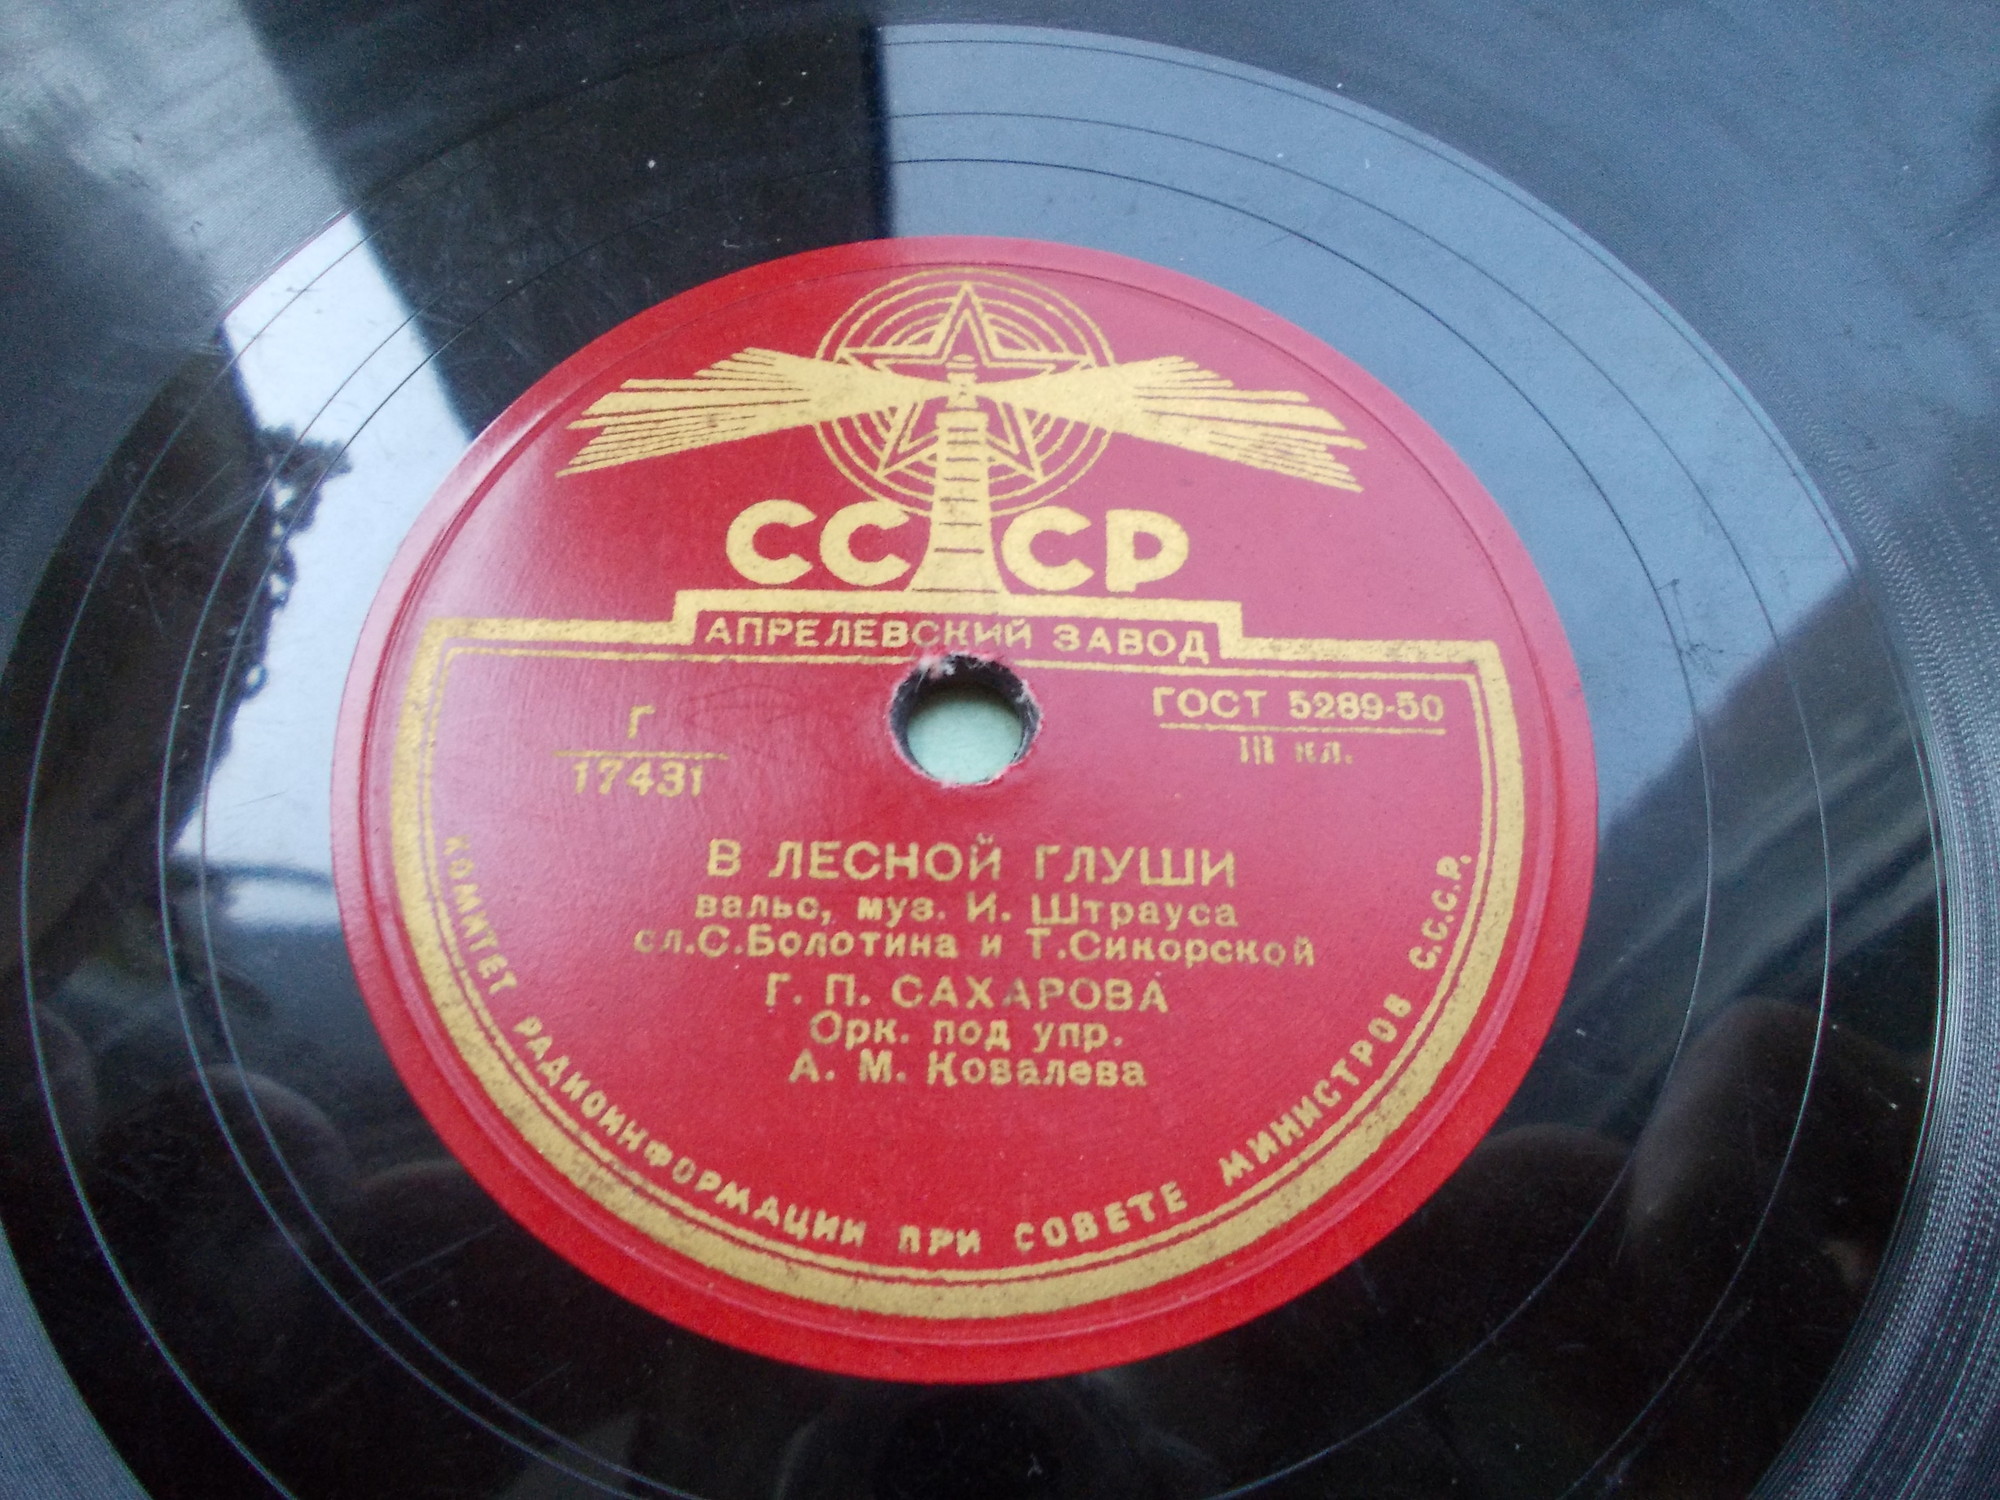 СССР
АПРЕЛЕВСКИЙ ЗАВОД
Г
17431
ГОСТ 5289-50
III кл.
В ЛЕСНОЙ ГЛУШИ
вальс, муз. И. Штрауса
сл. С. Болотина и Т. Сикорской
Г. П. САХАРОВА
Орк. под упр.
А. М. Ковалева
КОМИТЕТ РАДИОИНФОРМАЦИИ ПРИ СОВЕТЕ МИНИСТРОВ С.С.С.Р.